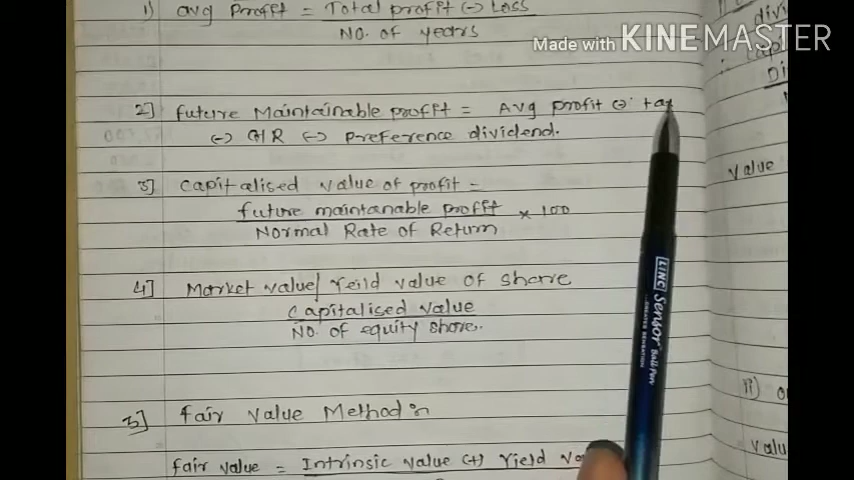 1) avg Profit = Total profit (-) Loss
No. of years
Made with KINEMASTER
2] future Maintainable profit = Avg profit (-)
(-) G/R (-) preference dividend.
3] capitalised value of profit =
future maintanable profit × 100
Normal Rate of Return
4] Market value/ Yeild value of share
capitalised value
No. of equity share.
5] fair value Method:
fair value = Intrinsic value (+) Yield
value
LINC Sensor Ball Pen